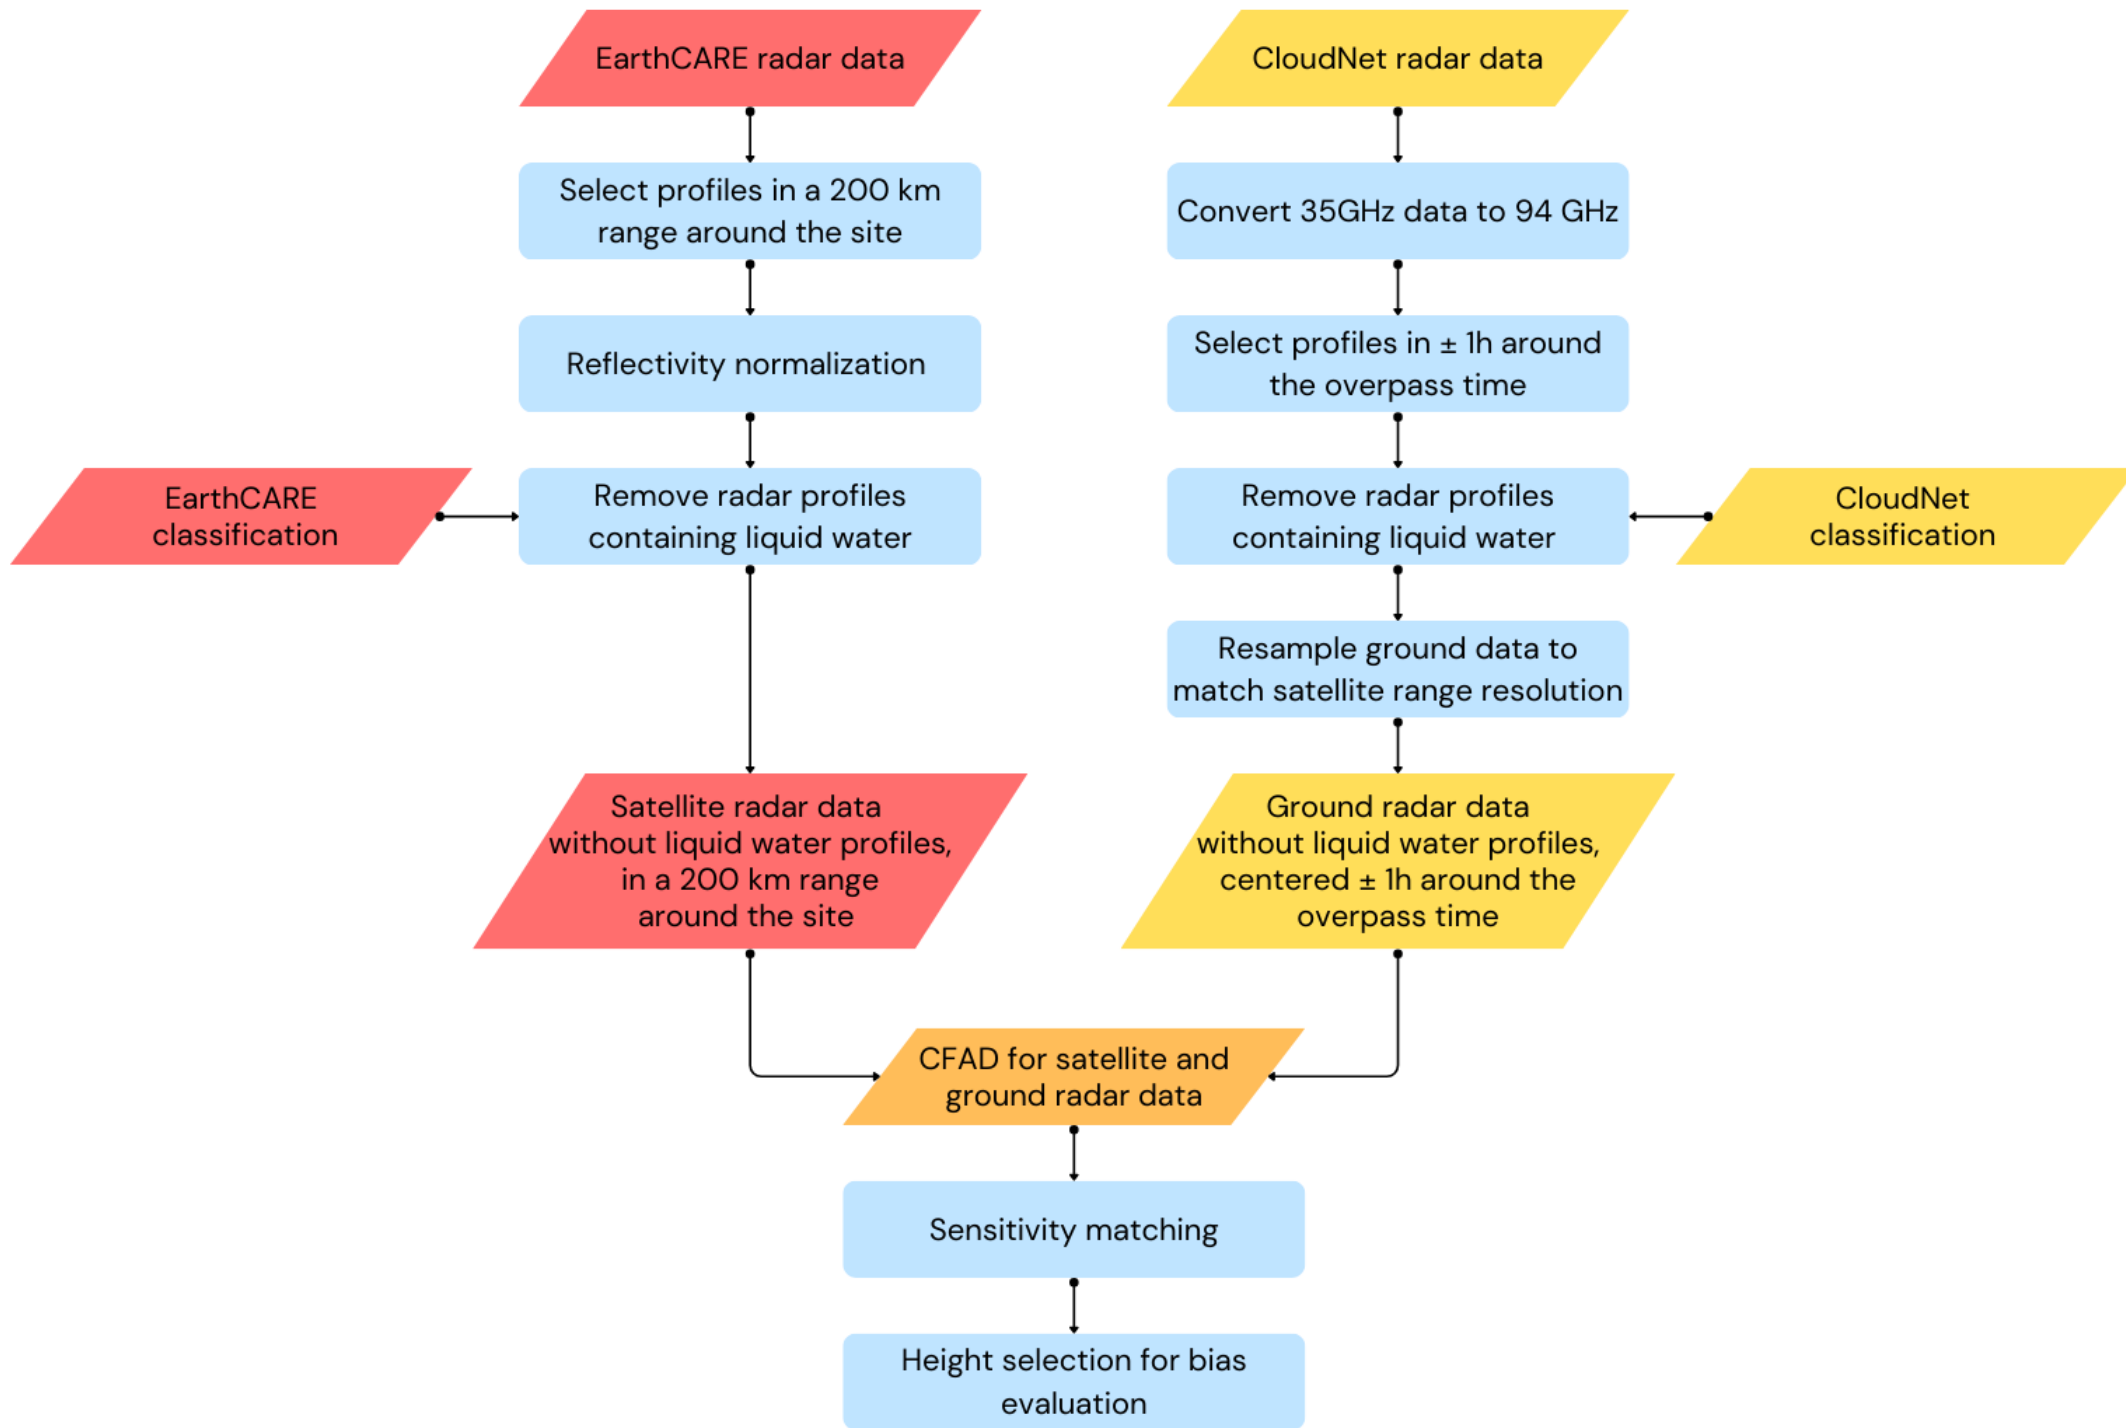 EarthCARE radar data
CloudNet radar data
Select profiles in a 200 km
range around the site
Convert 35GHz data to 94 GHz
Reflectivity normalization
Select profiles in ± 1h around
the overpass time
EarthCARE
classification
Remove radar profiles
containing liquid water
Remove radar profiles
containing liquid water
CloudNet
classification
Resample ground data to
match satellite range resolution
Satellite radar data
without liquid water profiles,
in a 200 km range
around the site
Ground radar data
without liquid water profiles,
centered ± 1h around the
overpass time
CFAD for satellite and
ground radar data
Sensitivity matching
Height selection for bias
evaluation